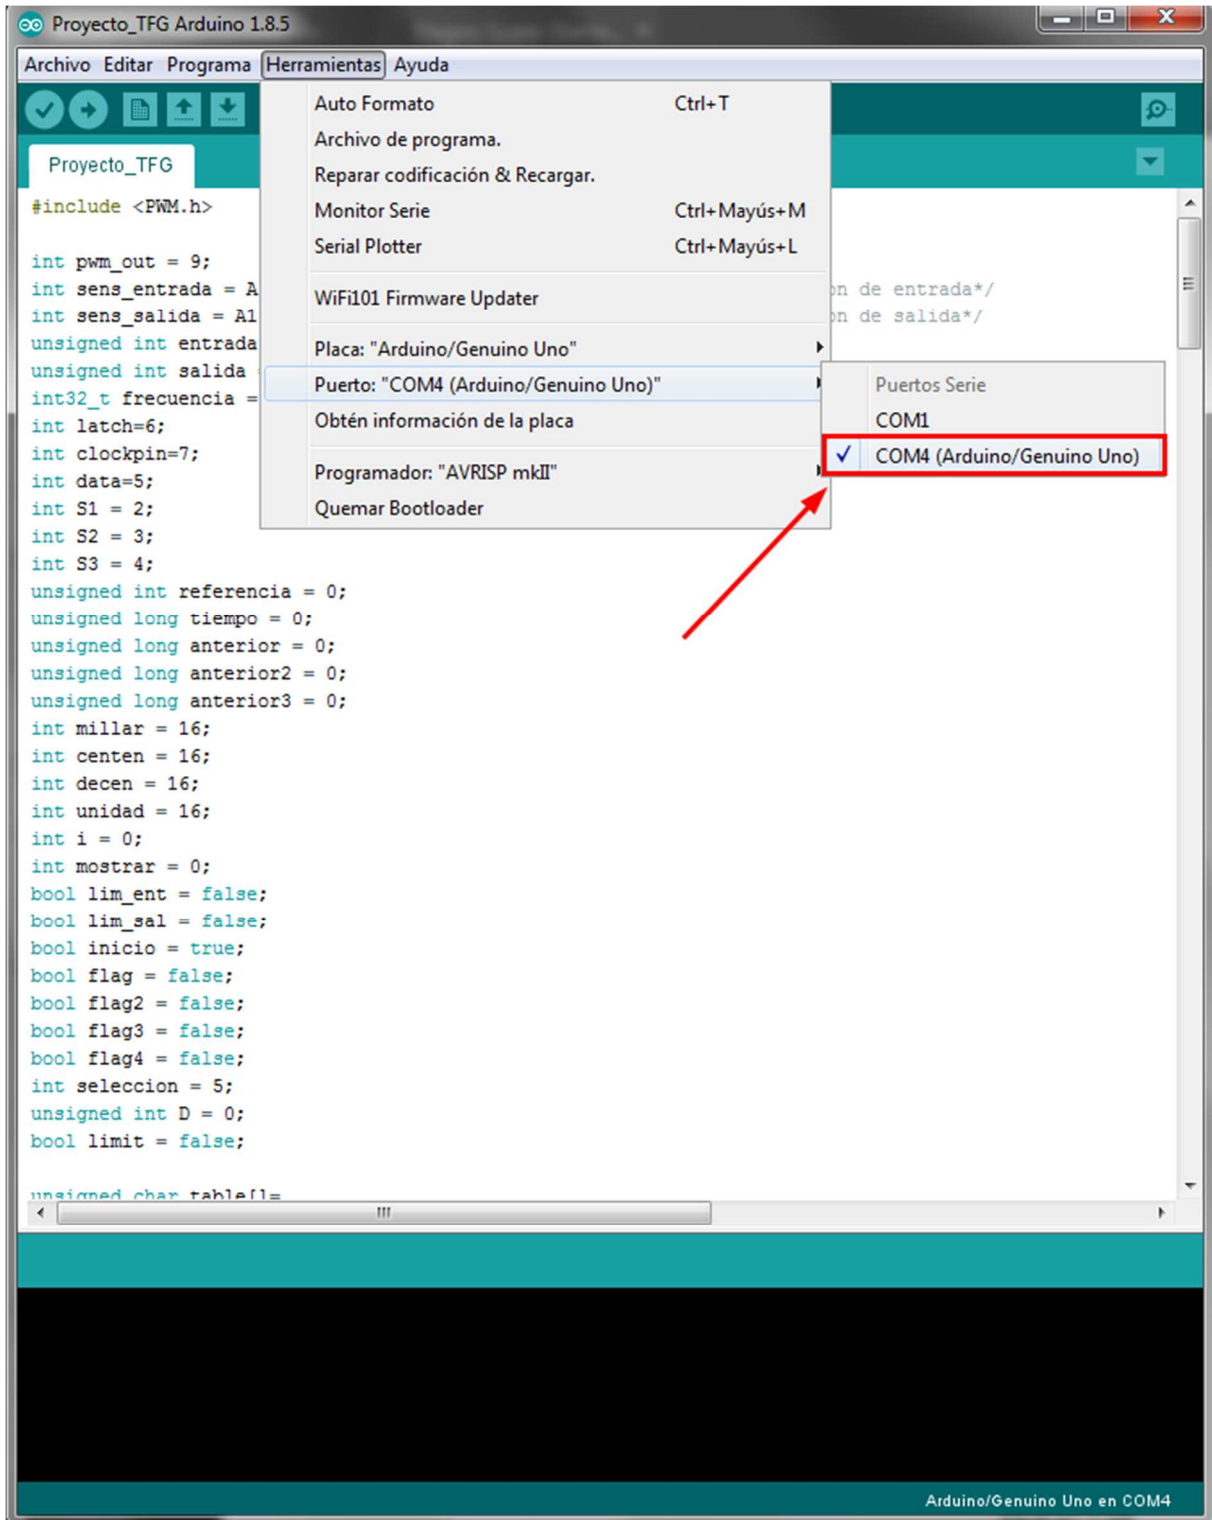 Proyecto_TFG Arduino 1.8.5
Archivo Editar Programa Herramientas Ayuda
Auto Formato Ctrl+T
Archivo de programa.
Reparar codificación & Recargar.
Monitor Serie Ctrl+Mayús+M
Serial Plotter Ctrl+Mayús+L
WiFi101 Firmware Updater
Placa: "Arduino/Genuino Uno"
Puerto: "COM4 (Arduino/Genuino Uno)"
Obtén información de la placa
Programador: "AVRISP mkII"
Quemar Bootloader
Puertos Serie
COM1
COM4 (Arduino/Genuino Uno)
Proyecto_TFG
#include <PWM.h>
int pwm_out = 9;
int sens_entrada = A on de entrada*/
int sens_salida = A1 on de salida*/
unsigned int entrada
unsigned int salida
int32_t frecuencia =
int latch=6;
int clockpin=7;
int data=5;
int S1 = 2;
int S2 = 3;
int S3 = 4;
unsigned int referencia = 0;
unsigned long tiempo = 0;
unsigned long anterior = 0;
unsigned long anterior2 = 0;
unsigned long anterior3 = 0;
int millar = 16;
int centen = 16;
int decen = 16;
int unidad = 16;
int i = 0;
int mostrar = 0;
bool lim_ent = false;
bool lim_sal = false;
bool inicio = true;
bool flag = false;
bool flag2 = false;
bool flag3 = false;
bool flag4 = false;
int seleccion = 5;
unsigned int D = 0;
bool limit = false;
unsigned char table[]=
Arduino/Genuino Uno en COM4